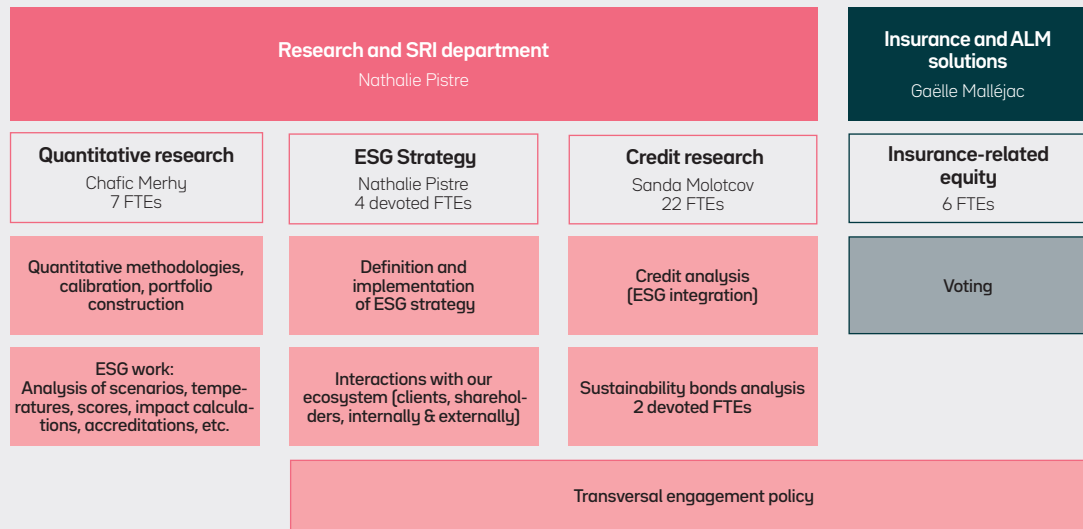 Research and SRI department
Nathalie Pistre
Insurance and ALM
solutions
Gaëlle Malléjac
Quantitative research
Chafic Merhy
7 FTEs
ESG Strategy
Nathalie Pistre
4 devoted FTEs
Credit research
Sanda Molotcov
22 FTEs
Insurance-related
equity
6 FTEs
Quantitative methodologies,
calibration, portfolio
construction
Definition and
implementation
of ESG strategy
Credit analysis
(ESG integration)
Voting
ESG work:
Analysis of scenarios, tempe-
ratures, scores, impact calcula-
tions, accreditations, etc.
Interactions with our
ecosystem (clients, sharehol-
ders, internally & externally)
Sustainability bonds analysis
2 devoted FTEs
Transversal engagement policy